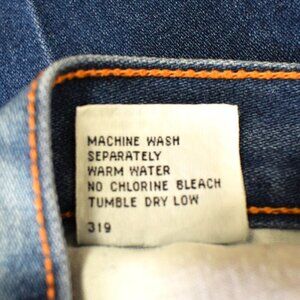 MACHINE WASH
SEPARATELY
WARM WATER
NO CHLORINE BLEACH
TUMBLE DRY LOW
319